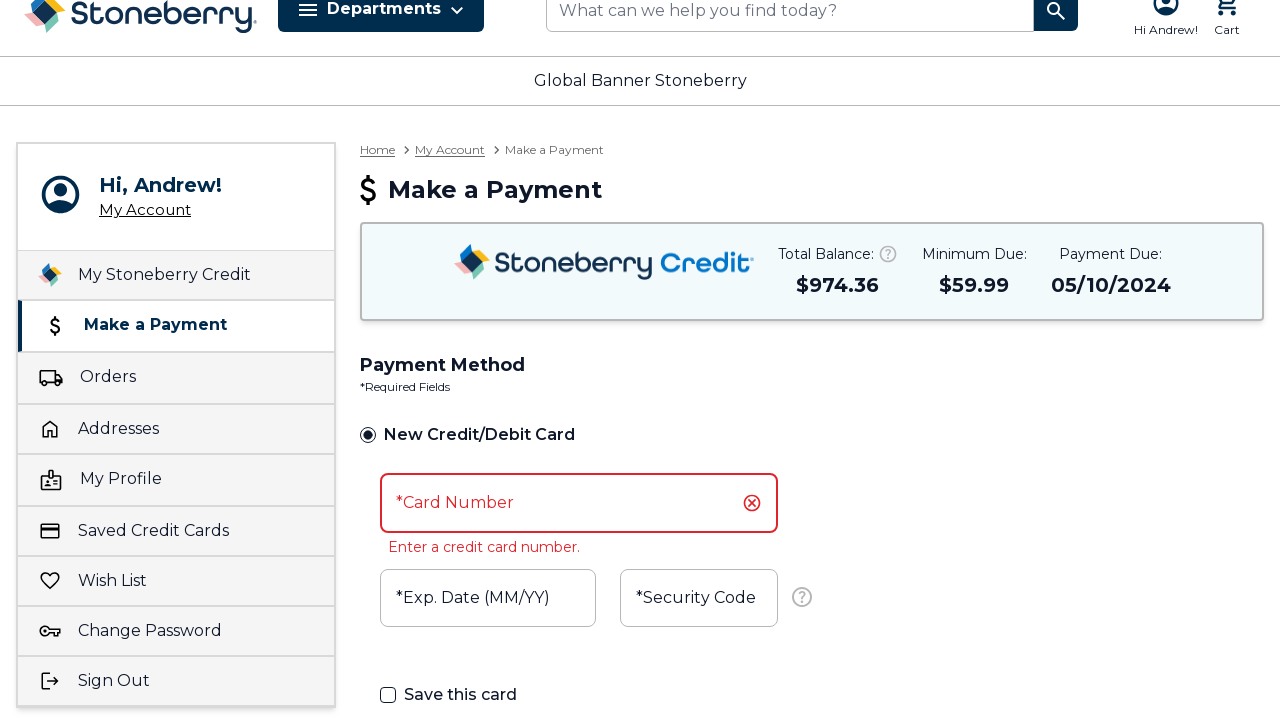 Stoneberry®
Departments
What can we help you find today?
Hi Andrew!
Cart
Global Banner Stoneberry
Hi, Andrew!
My Account
My Stoneberry Credit
Make a Payment
Orders
Addresses
My Profile
Saved Credit Cards
Wish List
Change Password
Sign Out
Home > My Account > Make a Payment
$ Make a Payment
Stoneberry Credit
Total Balance: ?
$974.36
Minimum Due:
$59.99
Payment Due:
05/10/2024
Payment Method
*Required Fields
New Credit/Debit Card
*Card Number
Enter a credit card number.
*Exp. Date (MM/YY)
*Security Code
?
Save this card